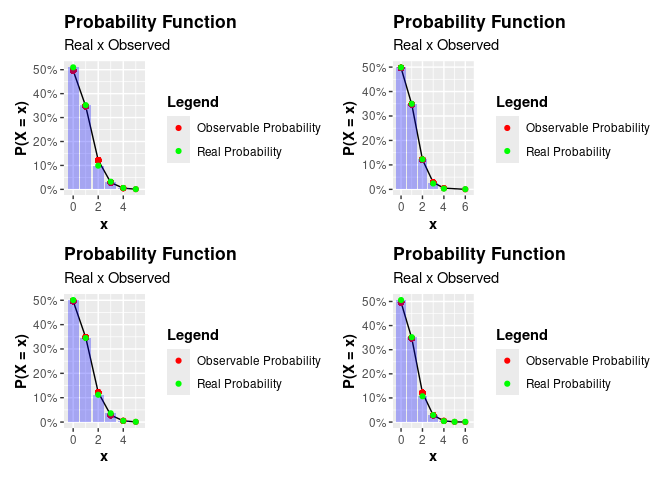 Probability Function
Real x Observed
50%
40%
30%
20%
10%
0%
P(X = x)
0 2 4
x
Legend
Observable Probability
Real Probability
Probability Function
Real x Observed
50%
40%
30%
20%
10%
0%
P(X = x)
0 2 4 6
x
Legend
Observable Probability
Real Probability
Probability Function
Real x Observed
50%
40%
30%
20%
10%
0%
P(X = x)
0 2 4
x
Legend
Observable Probability
Real Probability
Probability Function
Real x Observed
50%
40%
30%
20%
10%
0%
P(X = x)
0 2 4 6
x
Legend
Observable Probability
Real Probability